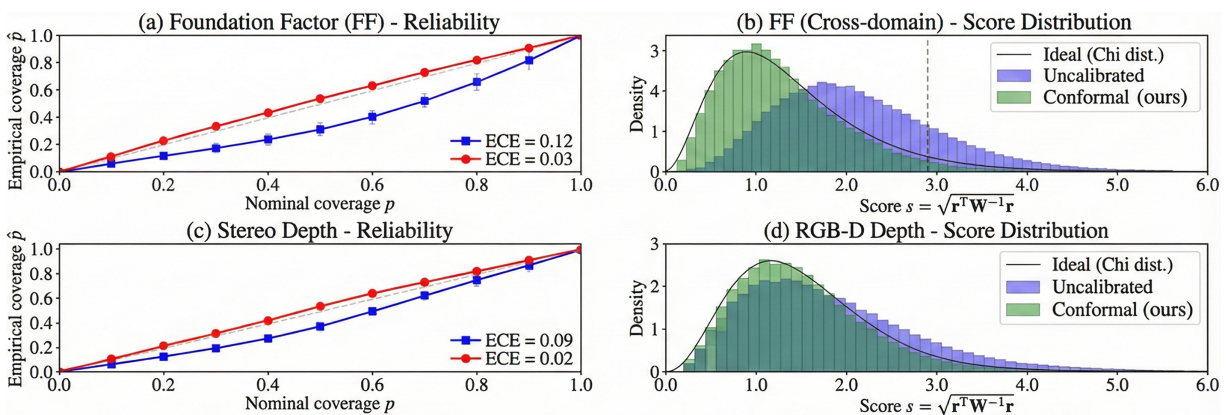 (a) Foundation Factor (FF) - Reliability
Empirical coverage p̂
1.0
0.8
0.6
0.4
0.2
0.0
0.0 0.2 0.4 0.6 0.8 1.0
Nominal coverage p
ECE = 0.12
ECE = 0.03
(b) FF (Cross-domain) - Score Distribution
Density
3
4
1
0
0.0 1.0 2.0 3.0 4.0 5.0 6.0
Score s = √rᵀW⁻¹r
Ideal (Chi dist.)
Uncalibrated
Conformal (ours)
(c) Stereo Depth - Reliability
Empirical coverage p̂
1.0
0.8
0.6
0.4
0.2
0.0
0.0 0.2 0.4 0.6 0.8 1.0
Nominal coverage p
ECE = 0.09
ECE = 0.02
(d) RGB-D Depth - Score Distribution
Density
3
2
1
0
0.0 1.0 2.0 3.0 4.0 5.0 6.0
Score s = √rᵀW⁻¹r
Ideal (Chi dist.)
Uncalibrated
Conformal (ours)